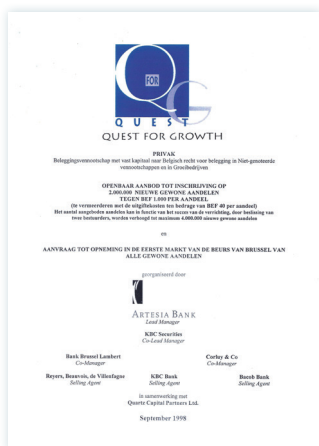 Q
FOR
G
QUEST
QUEST FOR GROWTH
PRIVAK
Beleggingsvennootschap met vast kapitaal naar Belgisch recht voor belegging in Niet-genoteerde
vennootschappen en in Groeibedrijven
OPENBAAR AANBOD TOT INSCHRIJVING OP
2.000.000 NIEUWE GEWONE AANDELEN
TEGEN BEF 1.000 PER AANDEEL
(te vermeerderen met de uitgiftekosten ten bedrage van BEF 40 per aandeel)
Het aantal aangeboden aandelen kan in functie van het succes van de verrichting, door beslissing van
twee bestuurders, worden verhoogd tot maximum 4.000.000 nieuwe gewone aandelen
en
AANVRAAG TOT OPNEMING IN DE EERSTE MARKT VAN DE BEURS VAN BRUSSEL VAN
ALLE GEWONE AANDELEN
georganiseerd door
ARTESIA BANK
Lead Manager
KBC Securities
Co-Lead Manager
Bank Brussel Lambert
Co-Manager
Corluy & Co
Co-Manager
Reyers, Beauvois, de Villenfagne
Selling Agent
KBC Bank
Selling Agent
Bacob Bank
Selling Agent
in samenwerking met
Quartz Capital Partners Ltd.
September 1998